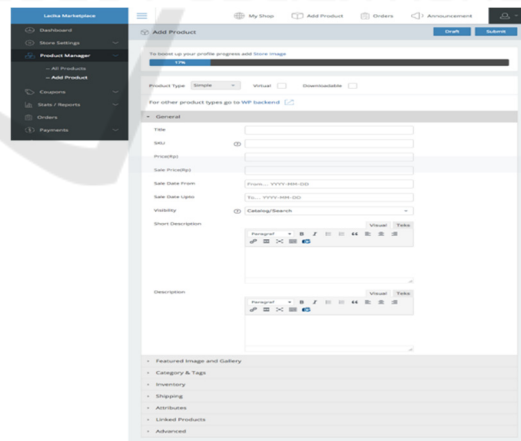 Lacika Marketplace
My Shop
Add Product
Orders
Announcement
Dashboard
Store Settings
Product Manager
– All Products
– Add Product
Coupons
Stats / Reports
Orders
Payments
Add Product
Draft
Submit
To boost up your profile progress add Store Image
17%
Product Type Simple Virtual Downloadable
For other product types go to WP backend
General
Title
SKU
Price(Rp)
Sale Price(Rp)
Sale Date From From... YYYY-MM-DD
Sale Date Upto To... YYYY-MM-DD
Visibility Catalog/Search
Short Description
Visual Teks
Paragraf B I
Description
Visual Teks
Paragraf B I
Featured Image and Gallery
Category & Tags
Inventory
Shipping
Attributes
Linked Products
Advanced